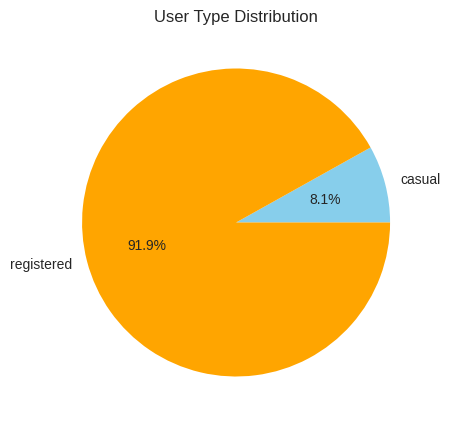 User Type Distribution
casual
8.1%
91.9%
registered